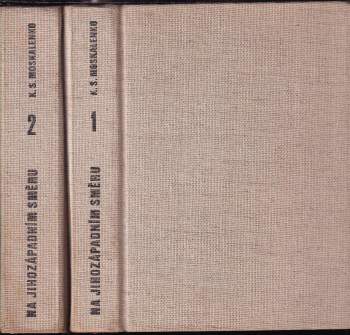 K. S. MOSKALENKO
2
NA JIHOZÁPADNÍM SMĚRU
K. S. MOSKALENKO
1
NA JIHOZÁPADNÍM SMĚRU